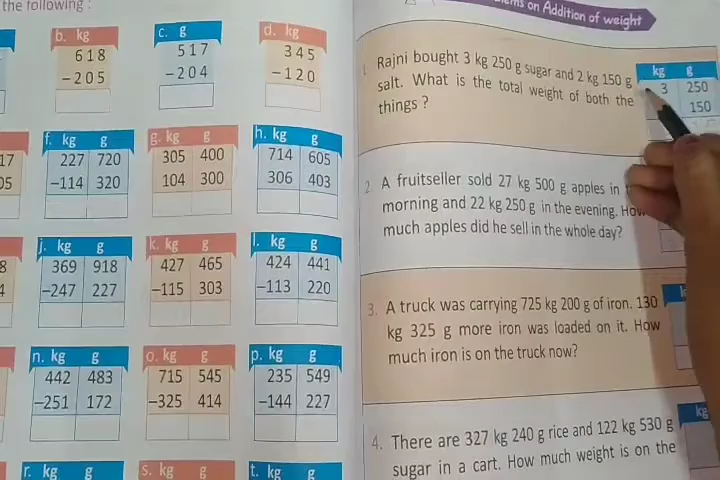 the following :
b. kg
618
−205
c. g
517
−204
d. kg
345
−120
17
05
f. kg g
227 720
−114 320
g. kg g
305 400
104 300
h. kg g
714 605
306 403
8
4
j. kg g
369 918
−247 227
k. kg g
427 465
−115 303
l. kg g
424 441
−113 220
n. kg g
442 483
−251 172
o. kg g
715 545
−325 414
p. kg g
235 549
−144 227
r. kg g
s. kg g
t. kg g
on Addition of weight
Rajni bought 3 kg 250 g sugar and 2 kg 150 g
salt. What is the total weight of both the
things ?
kg g
3 250
150
2. A fruitseller sold 27 kg 500 g apples in
morning and 22 kg 250 g in the evening. How
much apples did he sell in the whole day?
3. A truck was carrying 725 kg 200 g of iron. 130
kg 325 g more iron was loaded on it. How
much iron is on the truck now?
4. There are 327 kg 240 g rice and 122 kg 530 g
sugar in a cart. How much weight is on the
kg